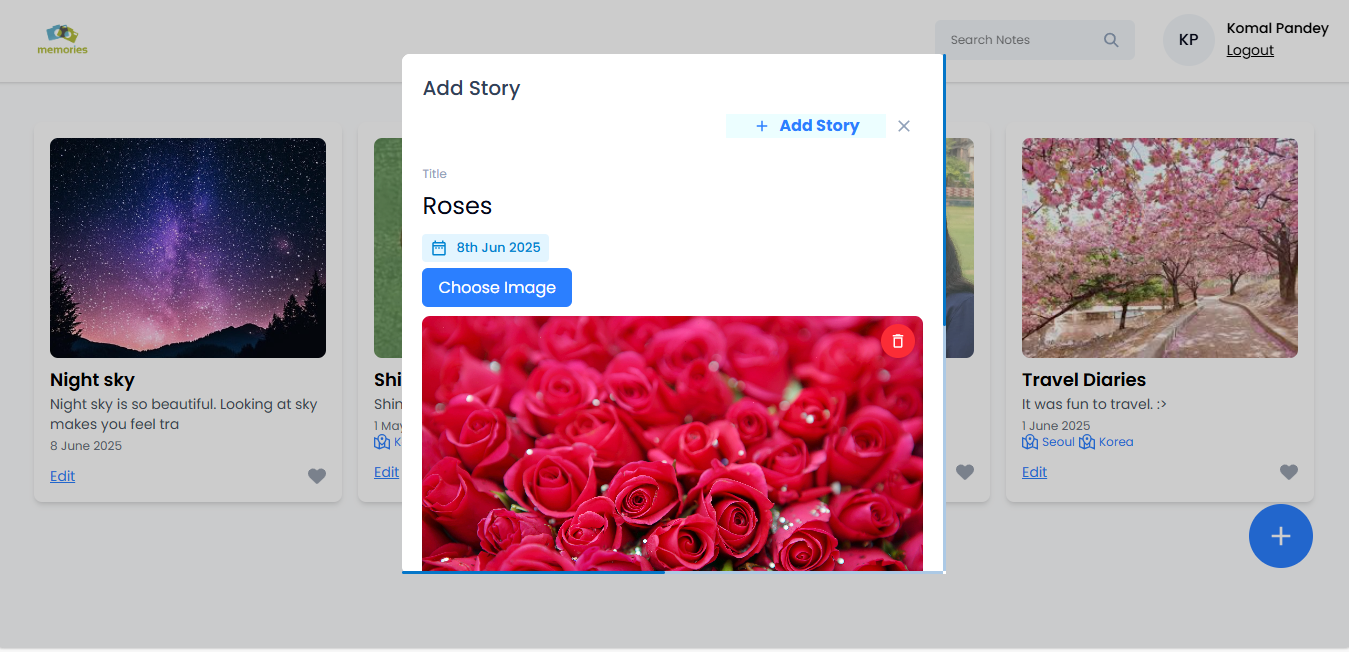 memories
Search Notes
KP
Komal Pandey
Logout
Add Story
+ Add Story
Title
Roses
8th Jun 2025
Choose Image
Night sky
Night sky is so beautiful. Looking at sky
makes you feel tra
8 June 2025
Edit
Shi
Shin
1 May
K
Edit
Travel Diaries
It was fun to travel. :>
1 June 2025
Seoul Korea
Edit